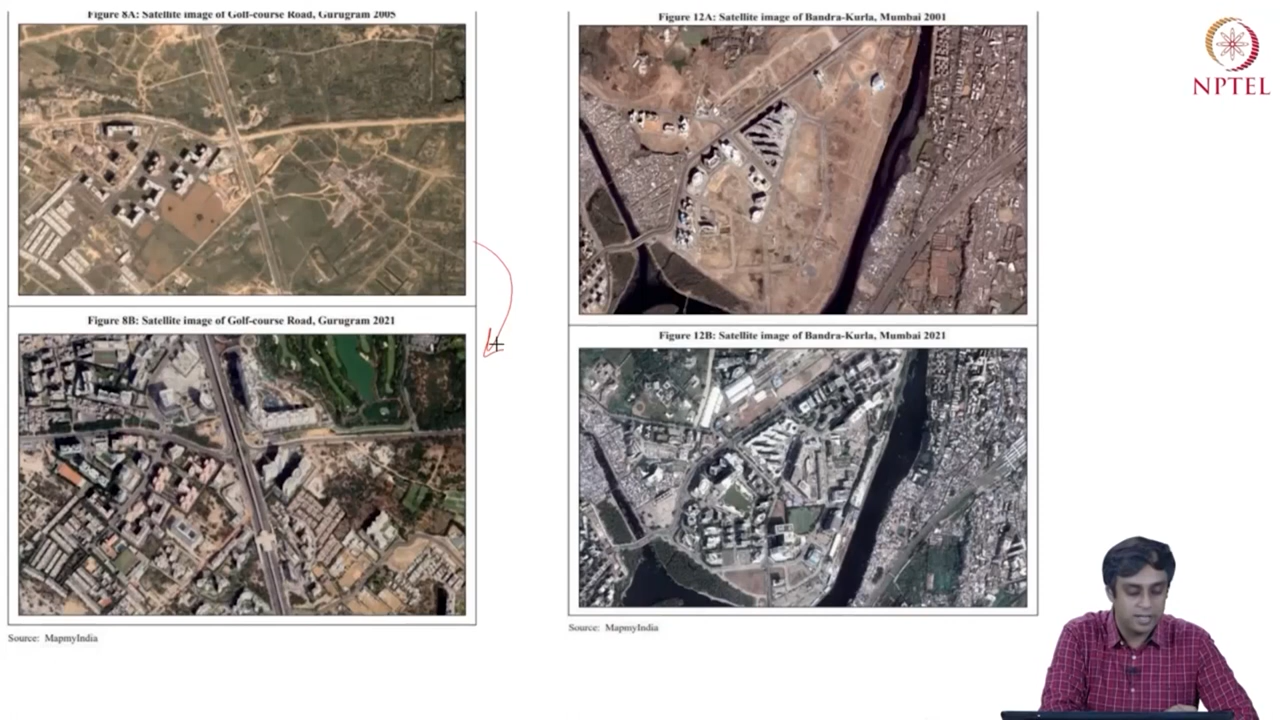 Figure 8A: Satellite image of Golf-course Road, Gurugram 2005
Figure 12A: Satellite image of Bandra-Kurla, Mumbai 2001
NPTEL
Figure 8B: Satellite image of Golf-course Road, Gurugram 2021
Figure 12B: Satellite image of Bandra-Kurla, Mumbai 2021
Source: MapmyIndia
Source: MapmyIndia